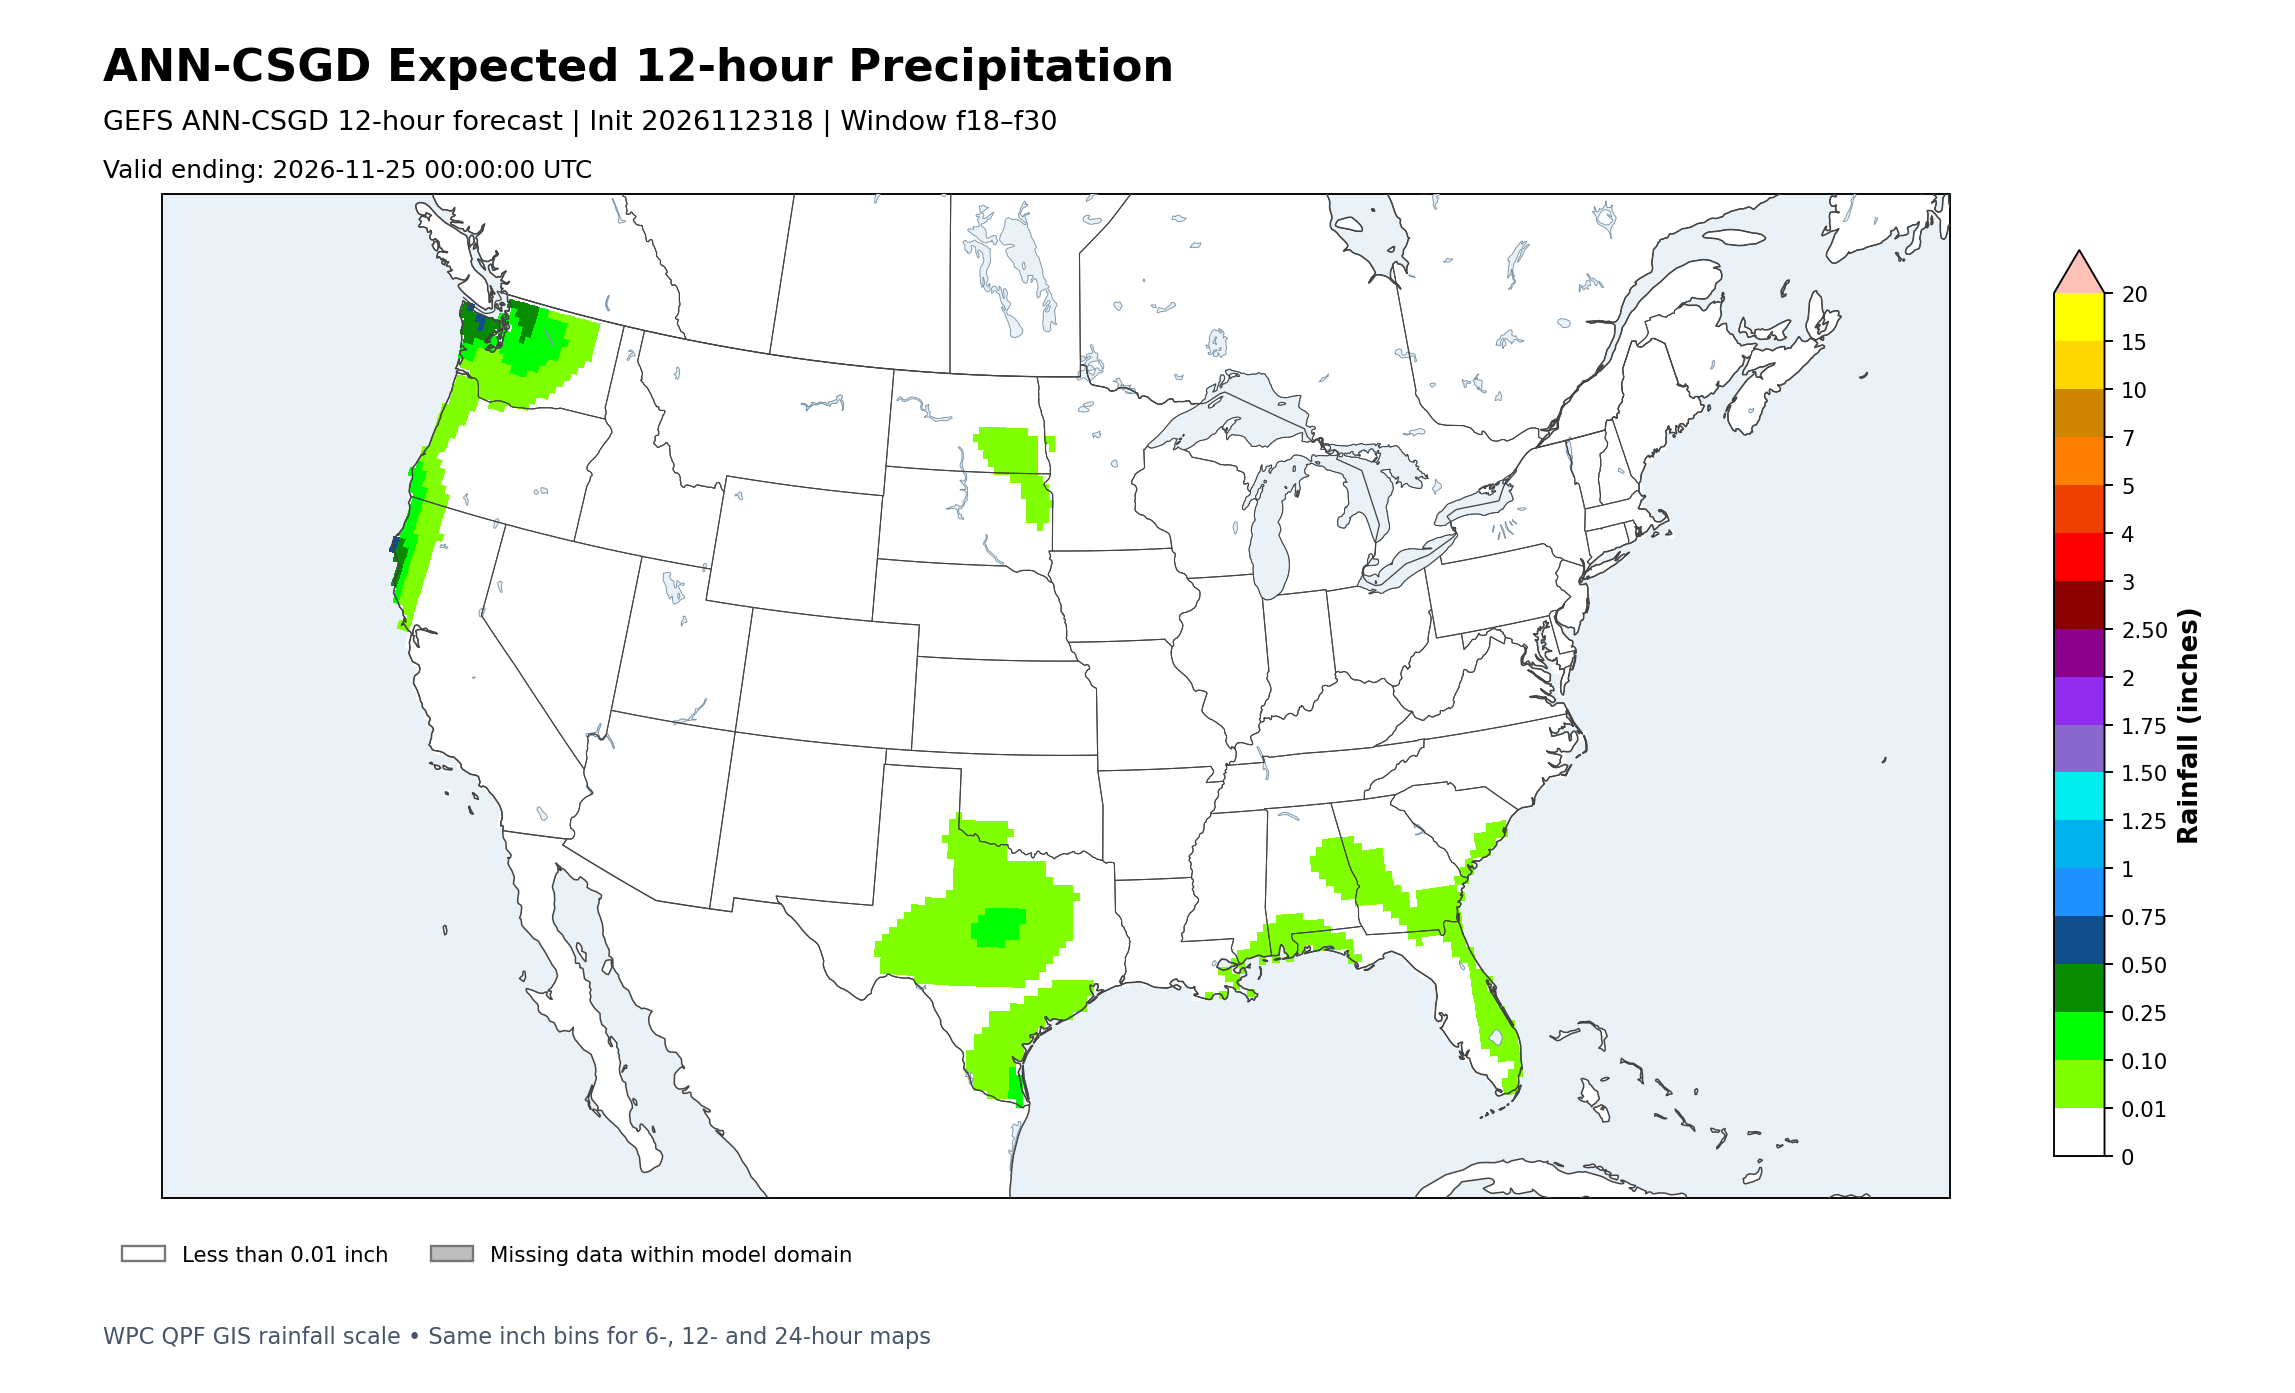 ANN-CSGD Expected 12-hour Precipitation
GEFS ANN-CSGD 12-hour forecast | Init 2026112318 | Window f18–f30
Valid ending: 2026-11-25 00:00:00 UTC
20
15
10
7
5
4
3
2.50
2
1.75
1.50
1.25
1
0.75
0.50
0.25
0.10
0.01
0
Rainfall (inches)
Less than 0.01 inch
Missing data within model domain
WPC QPF GIS rainfall scale • Same inch bins for 6-, 12- and 24-hour maps